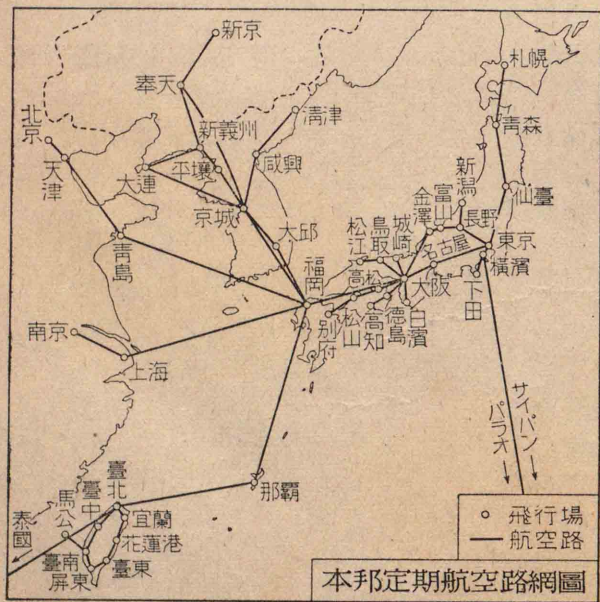 新京
奉天
北京
天津
新義州
平壤
大連
淸津
咸興
京城
大邱
靑島
福岡
南京
上海
札幌
靑森
仙臺
新潟
富山
金澤
長野
東京
橫濱
名古屋
城崎
鳥取
松江
大阪
下田
高松
白濱
德島
高知
松山
別府
サイパン
パラオ
那覇
臺北
臺中
馬公
宜蘭
花蓮港
臺東
臺南
屏東
泰國
飛行場
航空路
本邦定期航空路網圖